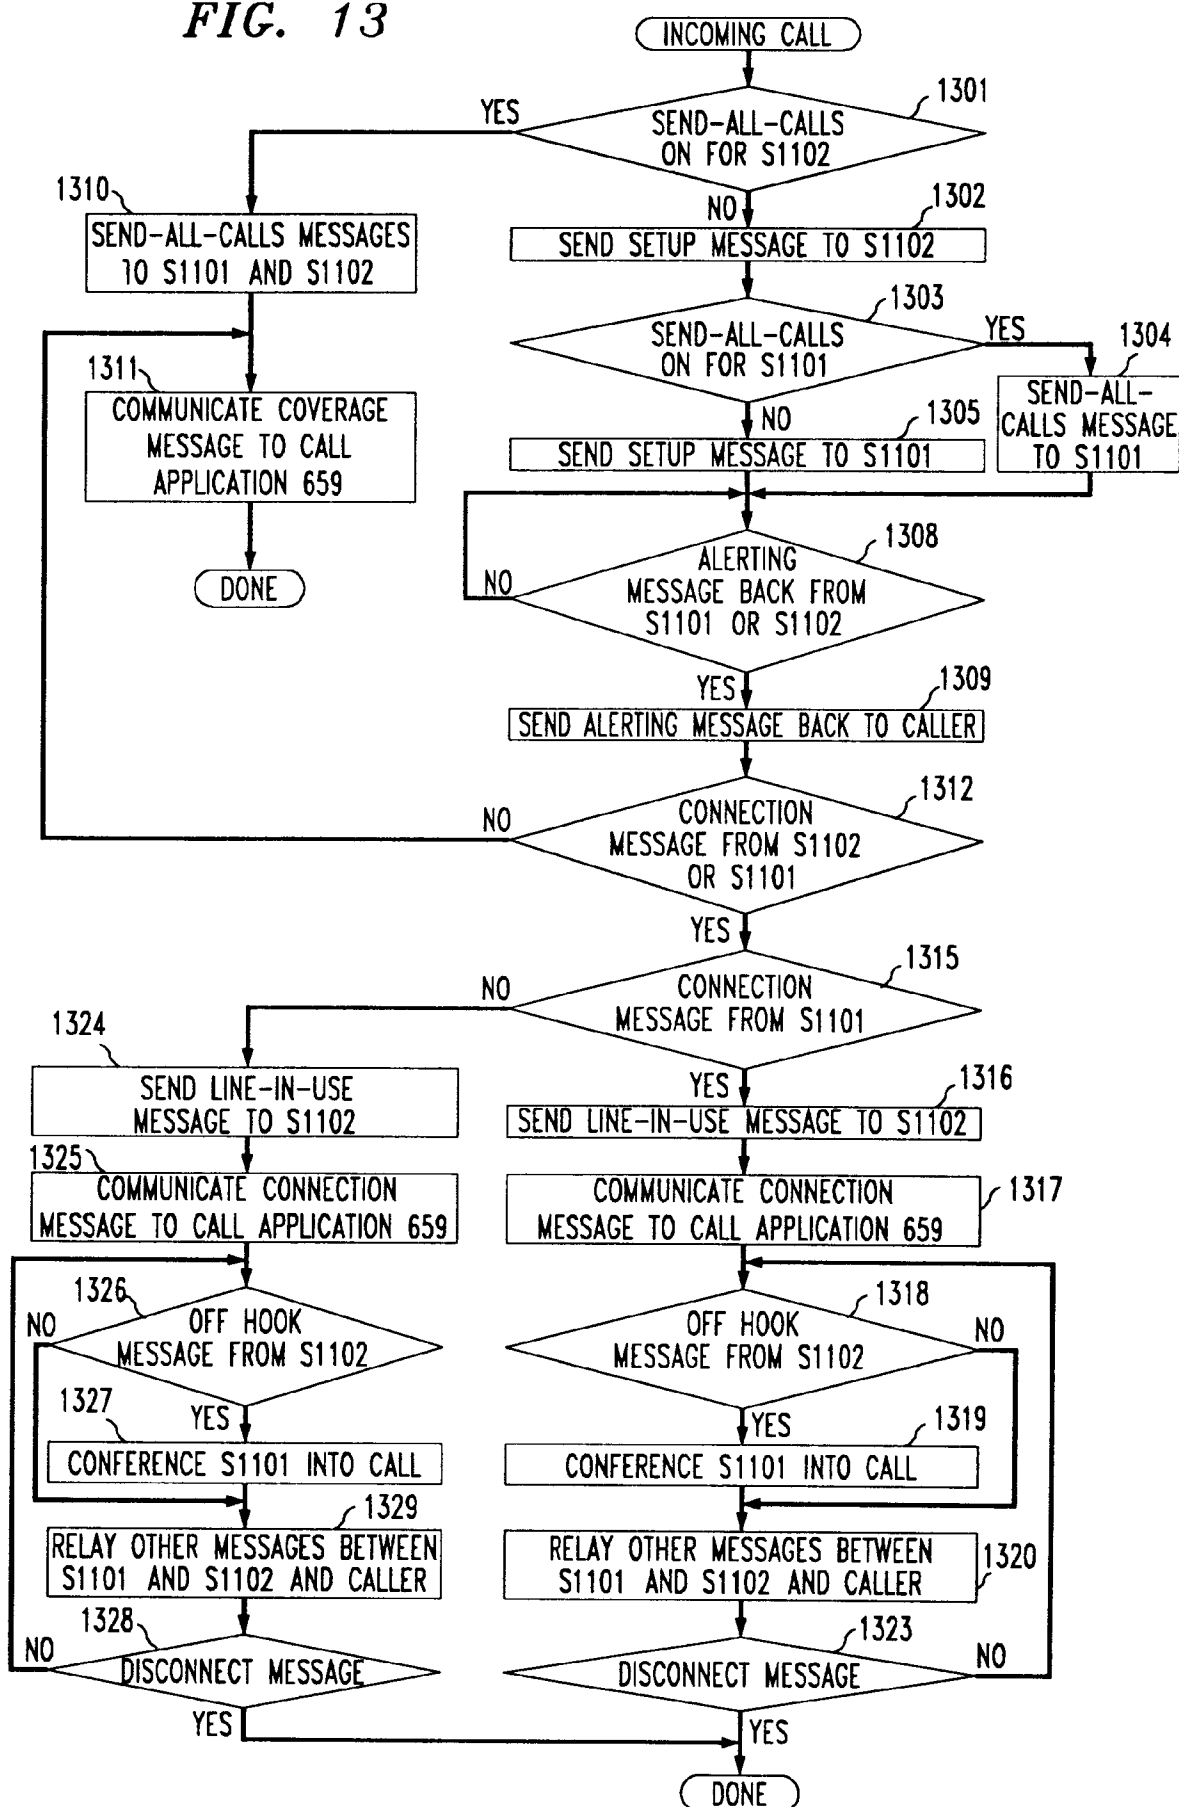 FIG. 13
INCOMING CALL
1301
YES
SEND-ALL-CALLS
ON FOR S1102
1310
NO
1302
SEND-ALL-CALLS MESSAGES
TO S1101 AND S1102
SEND SETUP MESSAGE TO S1102
1303
SEND-ALL-CALLS
ON FOR S1101
YES
1304
1311
SEND-ALL-
CALLS MESSAGE
TO S1101
COMMUNICATE COVERAGE
MESSAGE TO CALL
APPLICATION 659
NO
1305
SEND SETUP MESSAGE TO S1101
1308
DONE
NO
ALERTING
MESSAGE BACK FROM
S1101 OR S1102
YES
1309
SEND ALERTING MESSAGE BACK TO CALLER
1312
NO
CONNECTION
MESSAGE FROM S1102
OR S1101
YES
1315
NO
CONNECTION
MESSAGE FROM S1101
1324
YES
1316
SEND LINE-IN-USE
MESSAGE TO S1102
SEND LINE-IN-USE MESSAGE TO S1102
1325
COMMUNICATE CONNECTION
MESSAGE TO CALL APPLICATION 659
COMMUNICATE CONNECTION
MESSAGE TO CALL APPLICATION 659
1317
1326
NO
OFF HOOK
MESSAGE FROM S1102
1318
OFF HOOK
MESSAGE FROM S1102
NO
1327
YES
YES
1319
CONFERENCE S1101 INTO CALL
CONFERENCE S1101 INTO CALL
1329
RELAY OTHER MESSAGES BETWEEN
S1101 AND S1102 AND CALLER
RELAY OTHER MESSAGES BETWEEN
S1101 AND S1102 AND CALLER
1320
1328
NO
DISCONNECT MESSAGE
1323
DISCONNECT MESSAGE
NO
YES
YES
DONE